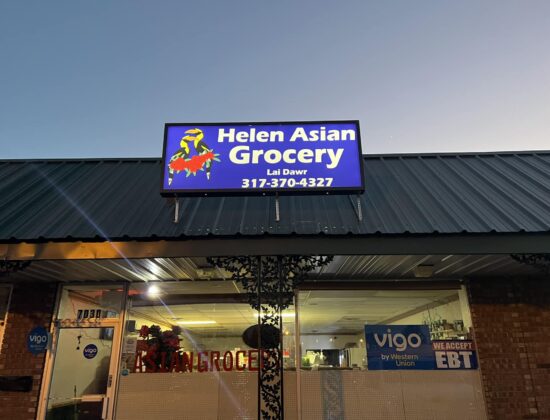 Helen Asian
Grocery
Lai Dawr
317-370-4327
vigo
vigo
ASIAN GROCE
vigo
by Western
Union
WE ACCEPT
EBT